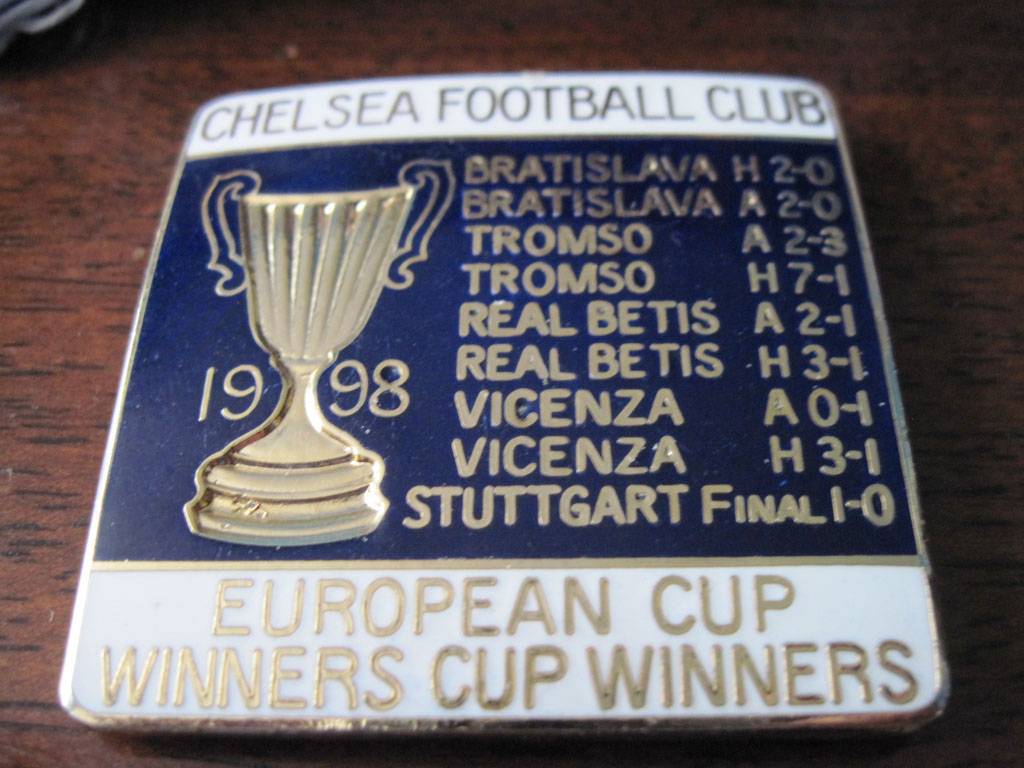 CHELSEA FOOTBALL CLUB
BRATISLAVA H 2-0
BRATISLAVA A 2-0
TROMSO A 2-3
TROMSO H 7-1
REAL BETIS A 2-1
REAL BETIS H 3-1
VICENZA A 0-1
VICENZA H 3-1
STUTTGART FINAL 1-0
1998
EUROPEAN CUP
WINNERS CUP WINNERS